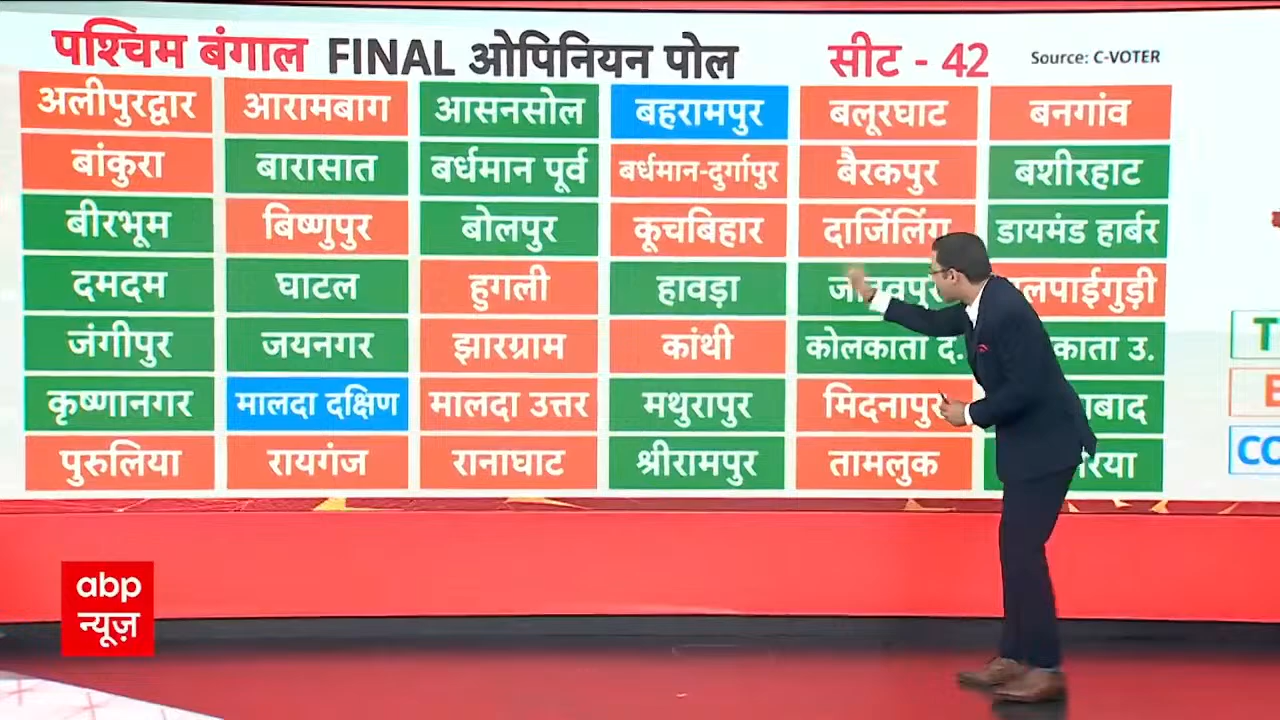 पश्चिम बंगाल FINAL ओपिनियन पोल सीट - 42 Source: C-VOTER
अलीपुरद्वार आरामबाग आसनसोल बहरामपुर बलूरघाट बनगांव
बांकुरा बारासात बर्धमान पूर्व बर्धमान-दुर्गापुर बैरकपुर बशीरहाट
बीरभूम बिष्णुपुर बोलपुर कूचबिहार दार्जिलिंग डायमंड हार्बर
दमदम घाटल हुगली हावड़ा
जंगीपुर जयनगर झारग्राम कांथी कोलकाता द. उ.
कृष्णानगर मालदा दक्षिण मालदा उत्तर मथुरापुर मिदनापुर
पुरुलिया रायगंज रानाघाट श्रीरामपुर तामलुक
abp
न्यूज़